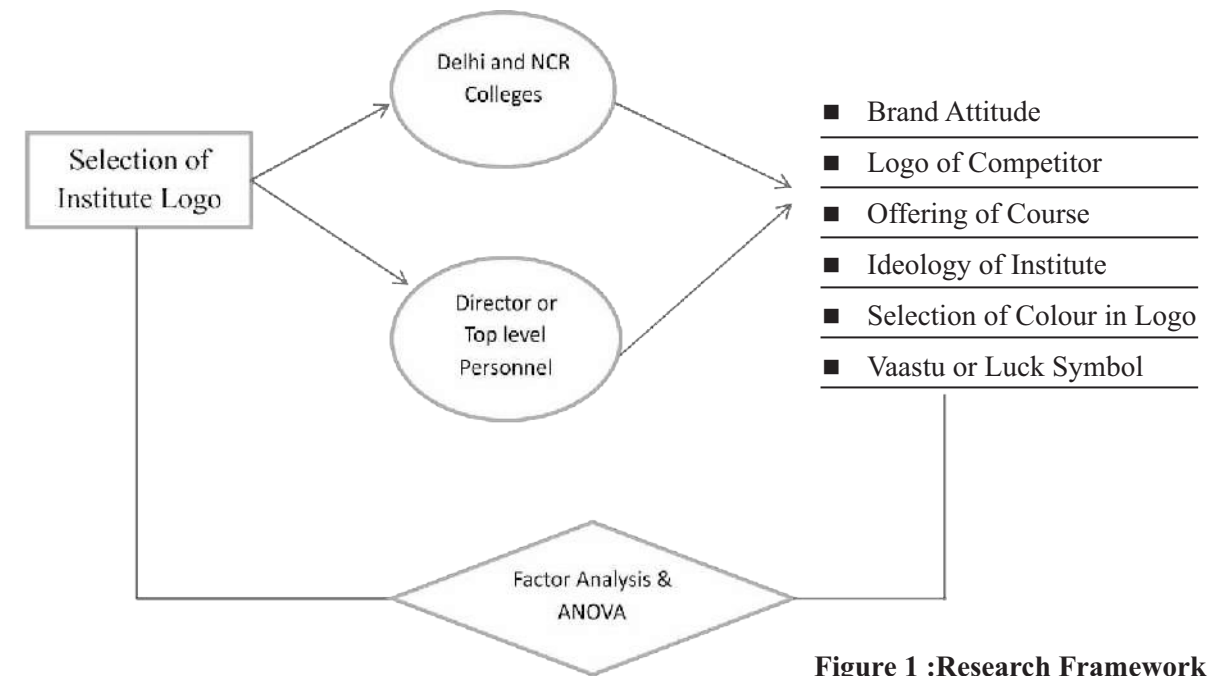 Delhi and NCR
Colleges
Selection of
Institute Logo
■ Brand Attitude
■ Logo of Competitor
■ Offering of Course
■ Ideology of Institute
■ Selection of Colour in Logo
■ Vaastu or Luck Symbol
Director or
Top level
Personnel
Factor Analysis &
ANOVA
Figure 1 :Research Framework